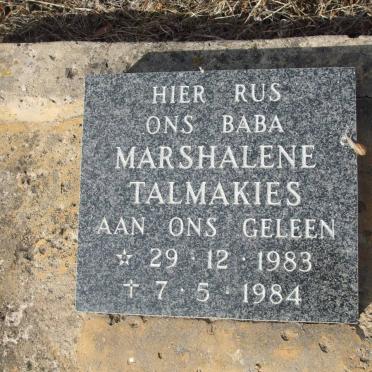 HIER RUS
ONS BABA
MARSHALENE
TALMAKIES
AAN ONS GELEEN
☆ 29 · 12 · 1983
† 7 · 5 · 1984